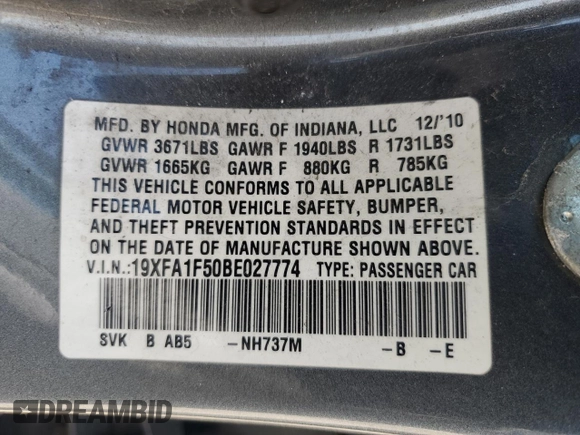 MFD. BY HONDA MFG. OF INDIANA, LLC 12/'10
GVWR 3671LBS GAWR F 1940LBS R 1731LBS
GVWR 1665KG GAWR F 880KG R 785KG
THIS VEHICLE CONFORMS TO ALL APPLICABLE
FEDERAL MOTOR VEHICLE SAFETY, BUMPER,
AND THEFT PREVENTION STANDARDS IN EFFECT
ON THE DATE OF MANUFACTURE SHOWN ABOVE.
V.I.N.:19XFA1F50BE027774 TYPE: PASSENGER CAR
SVK B AB5 -NH737M -B -E
DREAMBID